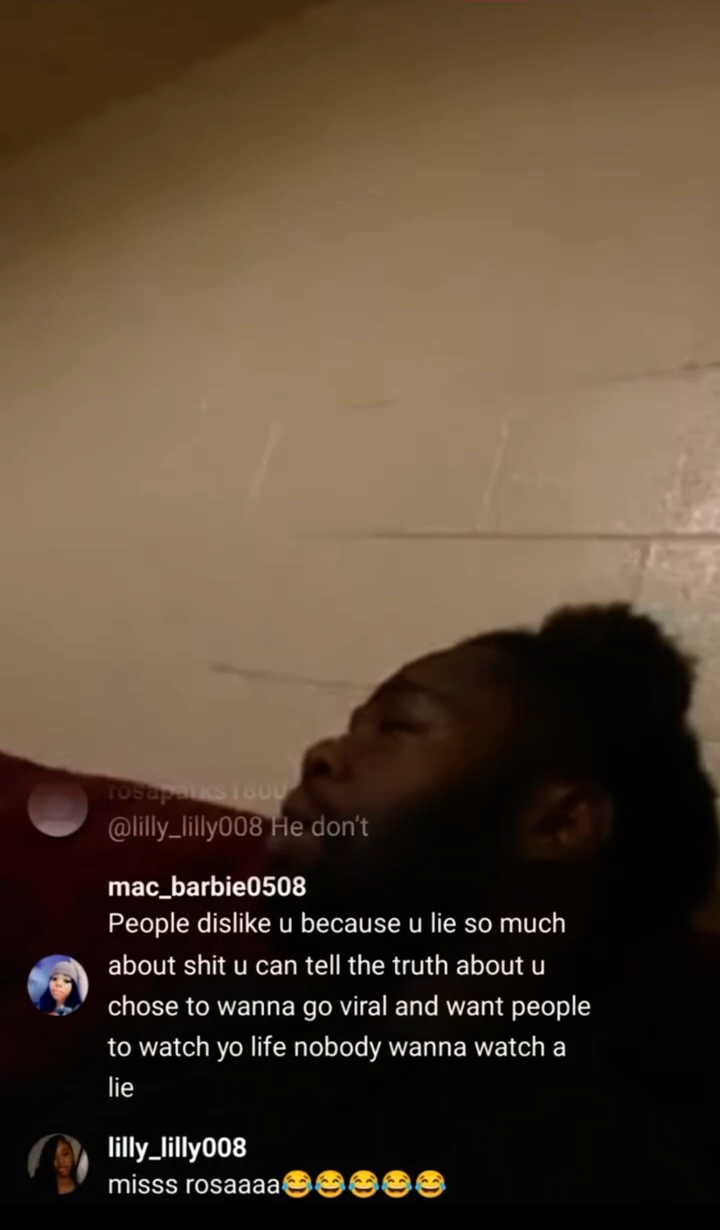 rosaparks1800
@lilly_lilly008 He don't
mac_barbie0508
People dislike u because u lie so much
about shit u can tell the truth about u
chose to wanna go viral and want people
to watch yo life nobody wanna watch a
lie
lilly_lilly008
misss rosaaaa😂😂😂😂😂